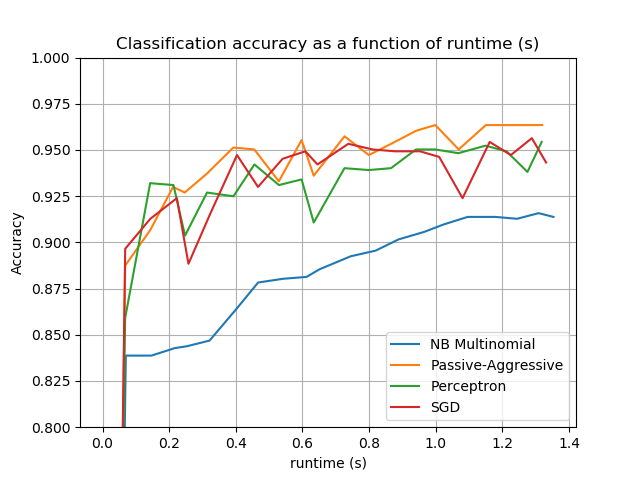 Classification accuracy as a function of runtime (s)
1.000
0.975
0.950
0.925
0.900
0.875
0.850
0.825
0.800
Accuracy
NB Multinomial
Passive-Aggressive
Perceptron
SGD
0.0 0.2 0.4 0.6 0.8 1.0 1.2 1.4
runtime (s)